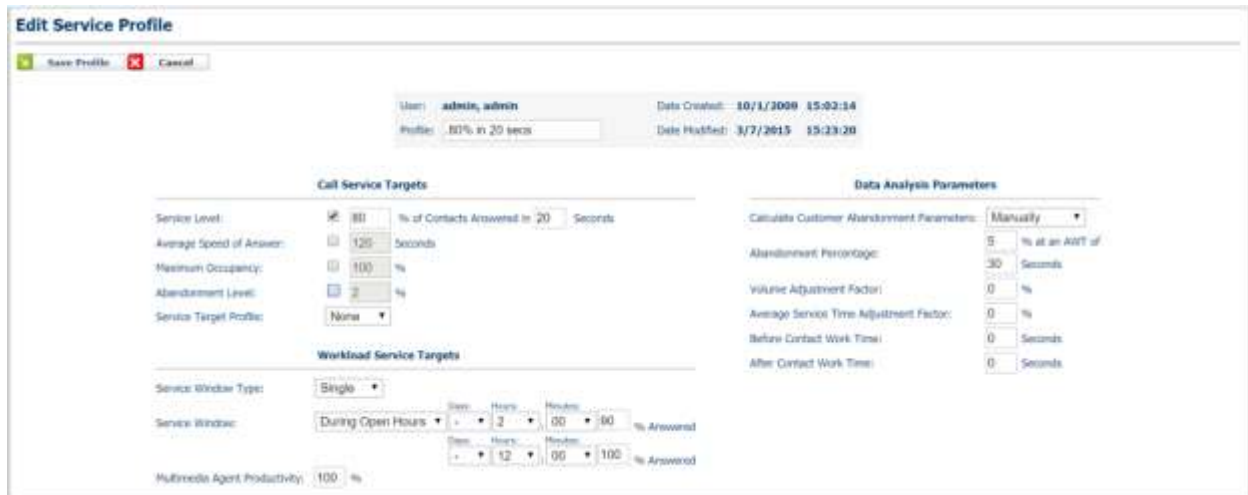 Edit Service Profile
Save Profile Cancel
User: admin, admin Date Created: 10/1/2009 15:02:14
Profile: 80% in 20 secs Date Modified: 3/7/2015 15:23:20
Call Service Targets
Service Level: 80 % of Contacts Answered in 20 Seconds
Average Speed of Answer: 120 Seconds
Maximum Occupancy: 100 %
Abandonment Level: 2 %
Service Target Profile: None
Workload Service Targets
Service Window Type: Single
Days: Hours: Minutes:
Service Window: During Open Hours - 2 00 80 % Answered
Days: Hours: Minutes:
- 12 00 100 % Answered
Multimedia Agent Productivity: 100 %
Data Analysis Parameters
Calculate Customer Abandonment Parameters: Manually
Abandonment Percentage: 5 % at an AWT of
30 Seconds
Volume Adjustment Factor: 0 %
Average Service Time Adjustment Factor: 0 %
Before Contact Work Time: 0 Seconds
After Contact Work Time: 0 Seconds